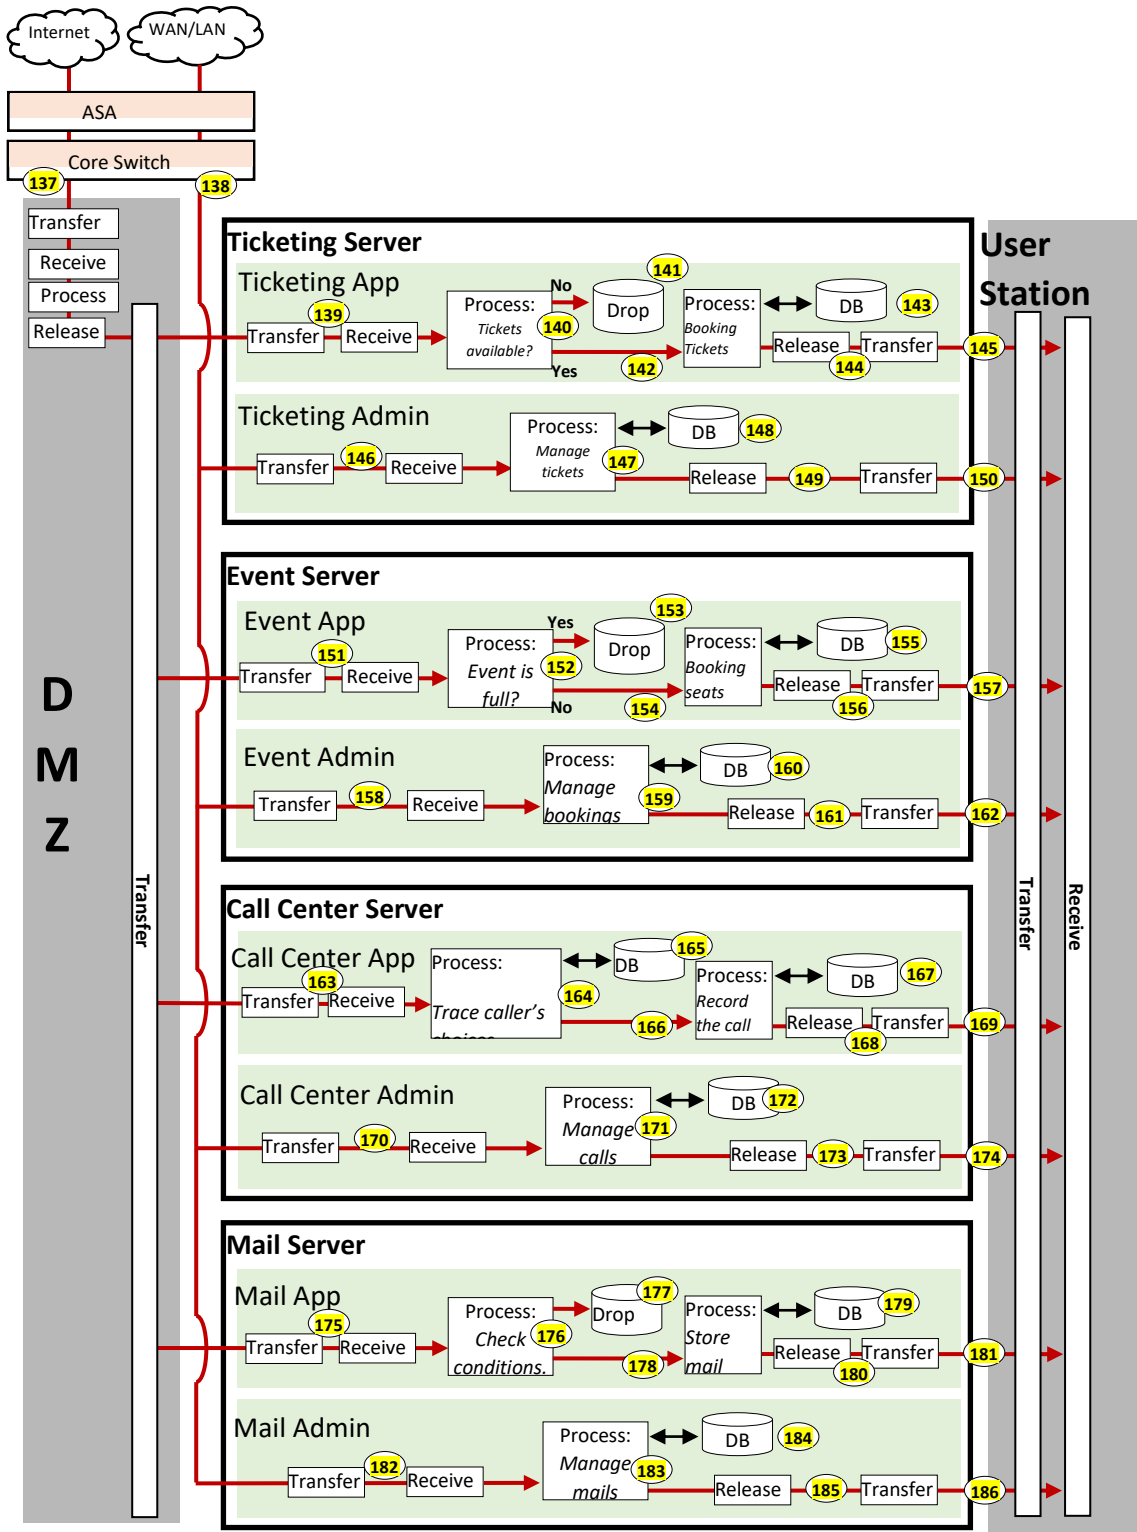 Internet
WAN/LAN
ASA
Core Switch
137
138
Transfer
Receive
Process
Release
D
M
Z
Transfer
Ticketing Server
Ticketing App
139
Transfer
Receive
Process:
Tickets
available?
No
140
Yes
141
Drop
142
Process:
Booking
Tickets
DB
143
Release
144
Transfer
145
Ticketing Admin
Transfer
146
Receive
Process:
Manage
tickets
147
DB
148
Release
149
Transfer
150
Event Server
Event App
151
Transfer
Receive
Process:
Event is
full?
Yes
152
No
153
Drop
154
Process:
Booking
seats
DB
155
Release
156
Transfer
157
Event Admin
Transfer
158
Receive
Process:
Manage
bookings
159
DB
160
Release
161
Transfer
162
Call Center Server
Call Center App
163
Transfer
Receive
Process:
Trace caller's
choices
164
DB
165
166
Process:
Record
the call
DB
167
Release
168
Transfer
169
Call Center Admin
Transfer
170
Receive
Process:
Manage
calls
171
DB
172
Release
173
Transfer
174
Mail Server
Mail App
175
Transfer
Receive
Process:
Check
conditions.
176
177
Drop
178
Process:
Store
mail
DB
179
Release
180
Transfer
181
Mail Admin
Transfer
182
Receive
Process:
Manage
mails
183
DB
184
Release
185
Transfer
186
User
Station
Transfer
Receive